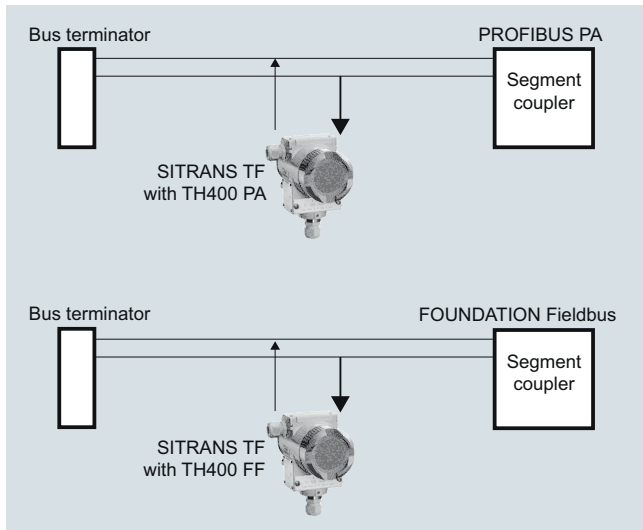 Bus terminator
PROFIBUS PA
Segment
coupler
SITRANS TF
with TH400 PA
Bus terminator
FOUNDATION Fieldbus
Segment
coupler
SITRANS TF
with TH400 FF